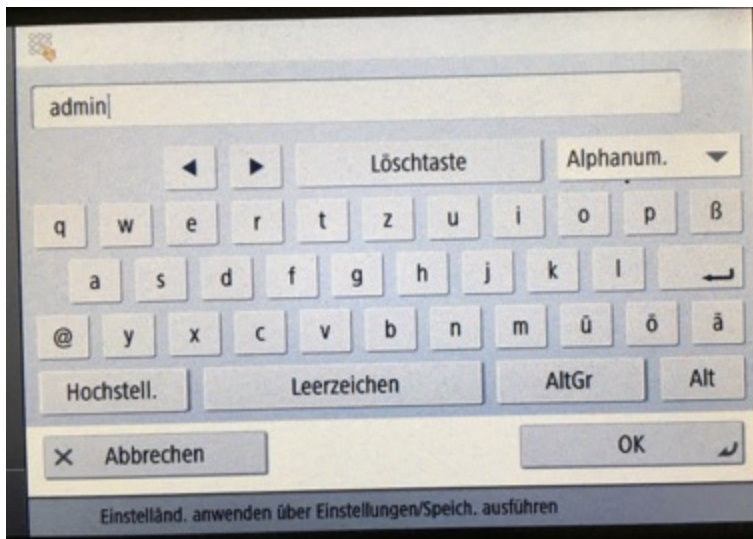 admin
Löschtaste Alphanum.
q w e r t z u i o p ß
a s d f g h j k l
@ y x c v b n m ü ö ä
Hochstell. Leerzeichen AltGr Alt
Abbrechen OK
Einstelländ. anwenden über Einstellungen/Speich. ausführen